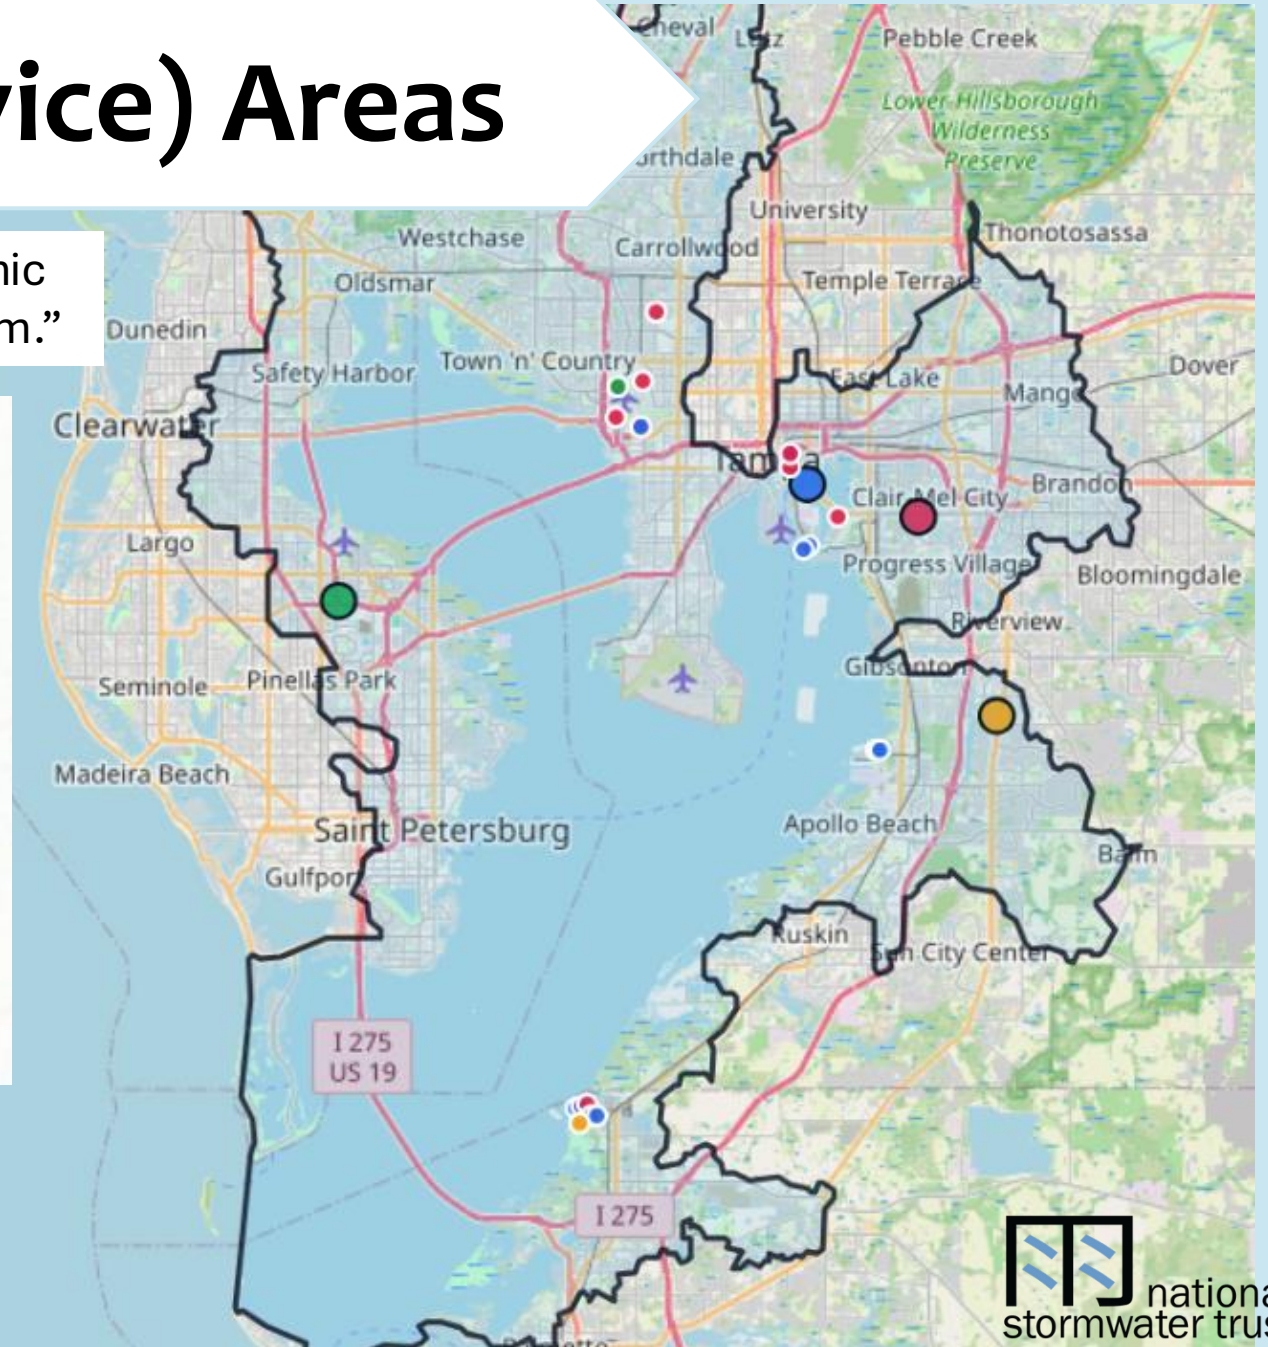 vice) Areas
nic
m.”
Cheval
Lutz
Pebble Creek
Lower Hillsborough
Wilderness
Preserve
orthdale
University
Westchase
Carrollwood
Thonotosassa
Oldsmar
Temple Terrace
Dunedin
Town 'n' Country
Safety Harbor
East Lake
Dover
Mango
Clearwater
Tampa
Brandon
Clair-Mel City
Largo
Progress Village
Bloomingdale
Riverview
Gibsonton
Pinellas Park
Seminole
Madeira Beach
Apollo Beach
Saint Petersburg
Balm
Gulfport
Ruskin
Sun City Center
I 275
US 19
I 275
nationa
stormwater trus